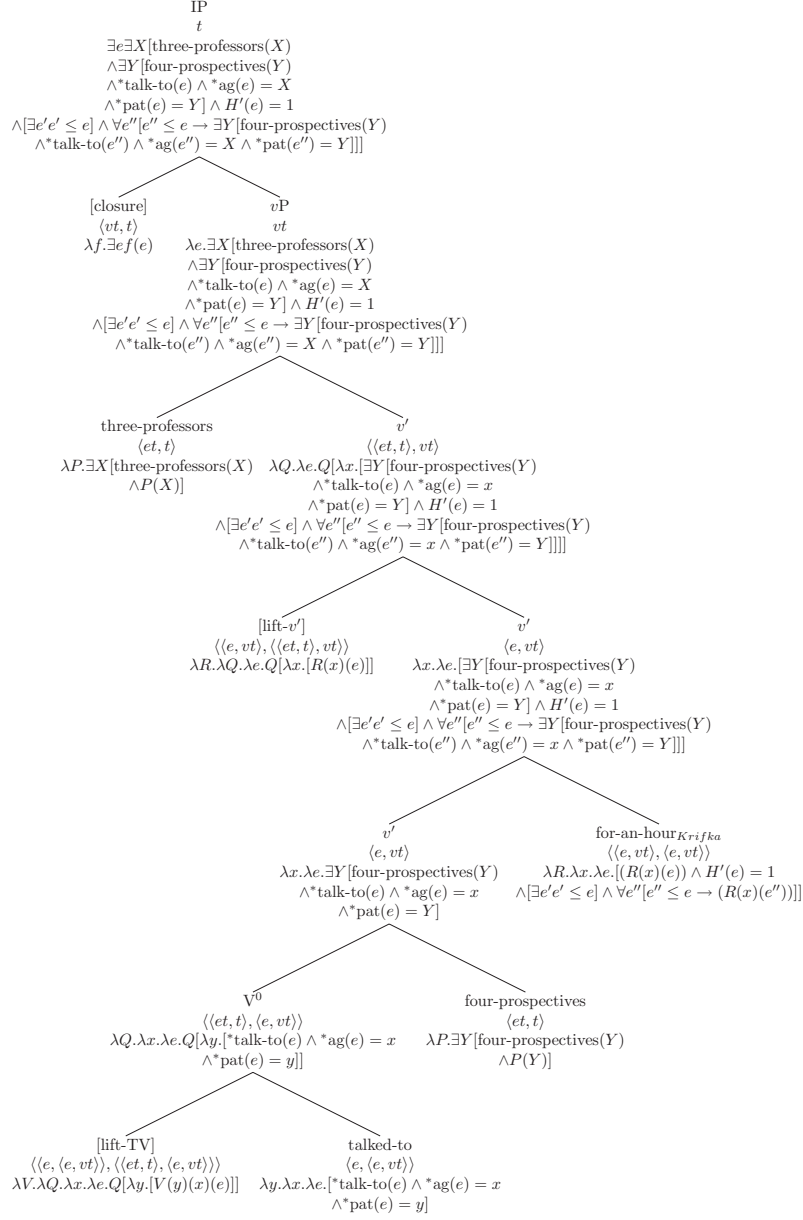 IP
t
∃e∃X[three-professors(X)
∧∃Y[four-prospectives(Y)
∧*talk-to(e) ∧ *ag(e) = X
∧*pat(e) = Y] ∧ H′(e) = 1
∧[∃e′e′ ≤ e] ∧ ∀e″[e″ ≤ e → ∃Y[four-prospectives(Y)
∧*talk-to(e″) ∧ *ag(e″) = X ∧ *pat(e″) = Y]]]
[closure]
⟨vt, t⟩
λf.∃ef(e)
vP
vt
λe.∃X[three-professors(X)
∧∃Y[four-prospectives(Y)
∧*talk-to(e) ∧ *ag(e) = X
∧*pat(e) = Y] ∧ H′(e) = 1
∧[∃e′e′ ≤ e] ∧ ∀e″[e″ ≤ e → ∃Y[four-prospectives(Y)
∧*talk-to(e″) ∧ *ag(e″) = X ∧ *pat(e″) = Y]]]
three-professors
⟨et, t⟩
λP.∃X[three-professors(X)
∧P(X)]
v′
⟨⟨et, t⟩, vt⟩
λQ.λe.Q[λx.[∃Y[four-prospectives(Y)
∧*talk-to(e) ∧ *ag(e) = x
∧*pat(e) = Y] ∧ H′(e) = 1
∧[∃e′e′ ≤ e] ∧ ∀e″[e″ ≤ e → ∃Y[four-prospectives(Y)
∧*talk-to(e″) ∧ *ag(e″) = x ∧ *pat(e″) = Y]]]]
[lift-v′]
⟨⟨e, vt⟩, ⟨⟨et, t⟩, vt⟩⟩
λR.λQ.λe.Q[λx.[R(x)(e)]]
v′
⟨e, vt⟩
λx.λe.[∃Y[four-prospectives(Y)
∧*talk-to(e) ∧ *ag(e) = x
∧*pat(e) = Y] ∧ H′(e) = 1
∧[∃e′e′ ≤ e] ∧ ∀e″[e″ ≤ e → ∃Y[four-prospectives(Y)
∧*talk-to(e″) ∧ *ag(e″) = x ∧ *pat(e″) = Y]]]
v′
⟨e, vt⟩
λx.λe.∃Y[four-prospectives(Y)
∧*talk-to(e) ∧ *ag(e) = x
∧*pat(e) = Y]
for-an-hour_Krifka
⟨⟨e, vt⟩, ⟨e, vt⟩⟩
λR.λx.λe.[(R(x)(e)) ∧ H′(e) = 1
∧[∃e′e′ ≤ e] ∧ ∀e″[e″ ≤ e → (R(x)(e″))]]
V⁰
⟨⟨et, t⟩, ⟨e, vt⟩⟩
λQ.λx.λe.Q[λy.[*talk-to(e) ∧ *ag(e) = x
∧*pat(e) = y]]
four-prospectives
⟨et, t⟩
λP.∃Y[four-prospectives(Y)
∧P(Y)]
[lift-TV]
⟨⟨e, ⟨e, vt⟩⟩, ⟨⟨et, t⟩, ⟨e, vt⟩⟩⟩
λV.λQ.λx.λe.Q[λy.[V(y)(x)(e)]]
talked-to
⟨e, ⟨e, vt⟩⟩
λy.λx.λe.[*talk-to(e) ∧ *ag(e) = x
∧*pat(e) = y]